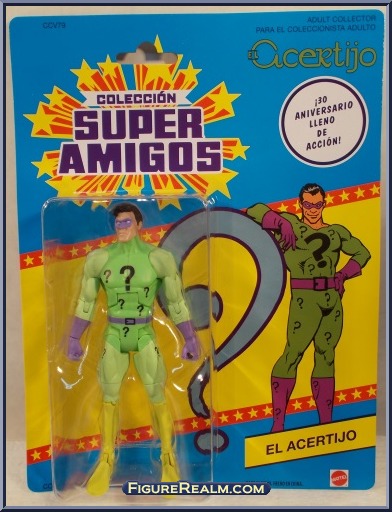 CCV79
ADULT COLLECTOR
PARA EL COLECCIONISTA ADULTO
EL acertijo
COLECCIÓN
SUPER
AMIGOS
¡30
ANIVERSARIO
LLENO
DE
ACCIÓN!
?
EL ACERTIJO
MATTEL
FIGUREREALM.COM